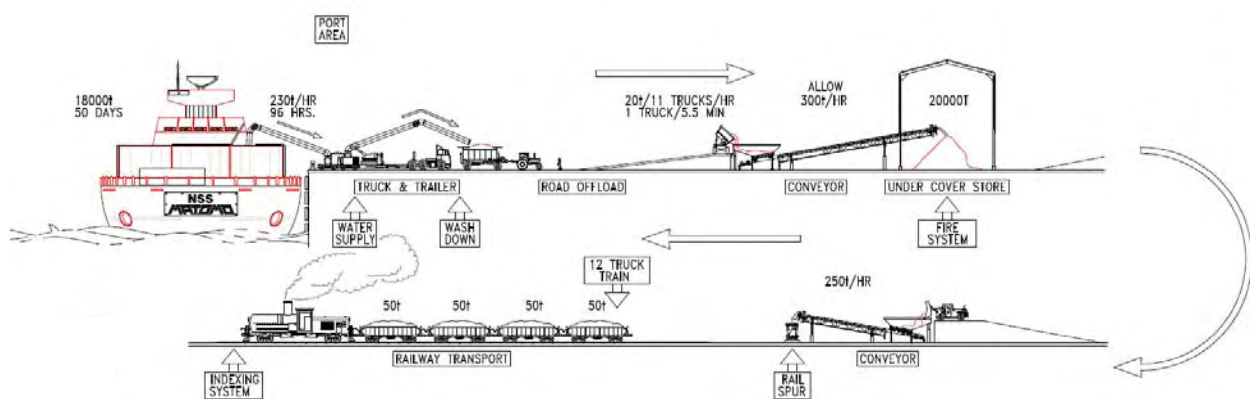 PORT
AREA
18000t
50 DAYS
230t/HR
96 HRS.
20t/11 TRUCKS/HR
1 TRUCK/5.5 MIN
ALLOW
300t/HR
20000T
NSS
MATOMO
TRUCK & TRAILER
ROAD OFFLOAD
CONVEYOR
UNDER COVER STORE
WATER
SUPPLY
WASH
DOWN
FIRE
SYSTEM
12 TRUCK
TRAIN
50t
50t
50t
50t
250t/HR
RAILWAY TRANSPORT
CONVEYOR
INDEXING
SYSTEM
RAIL
SPUR